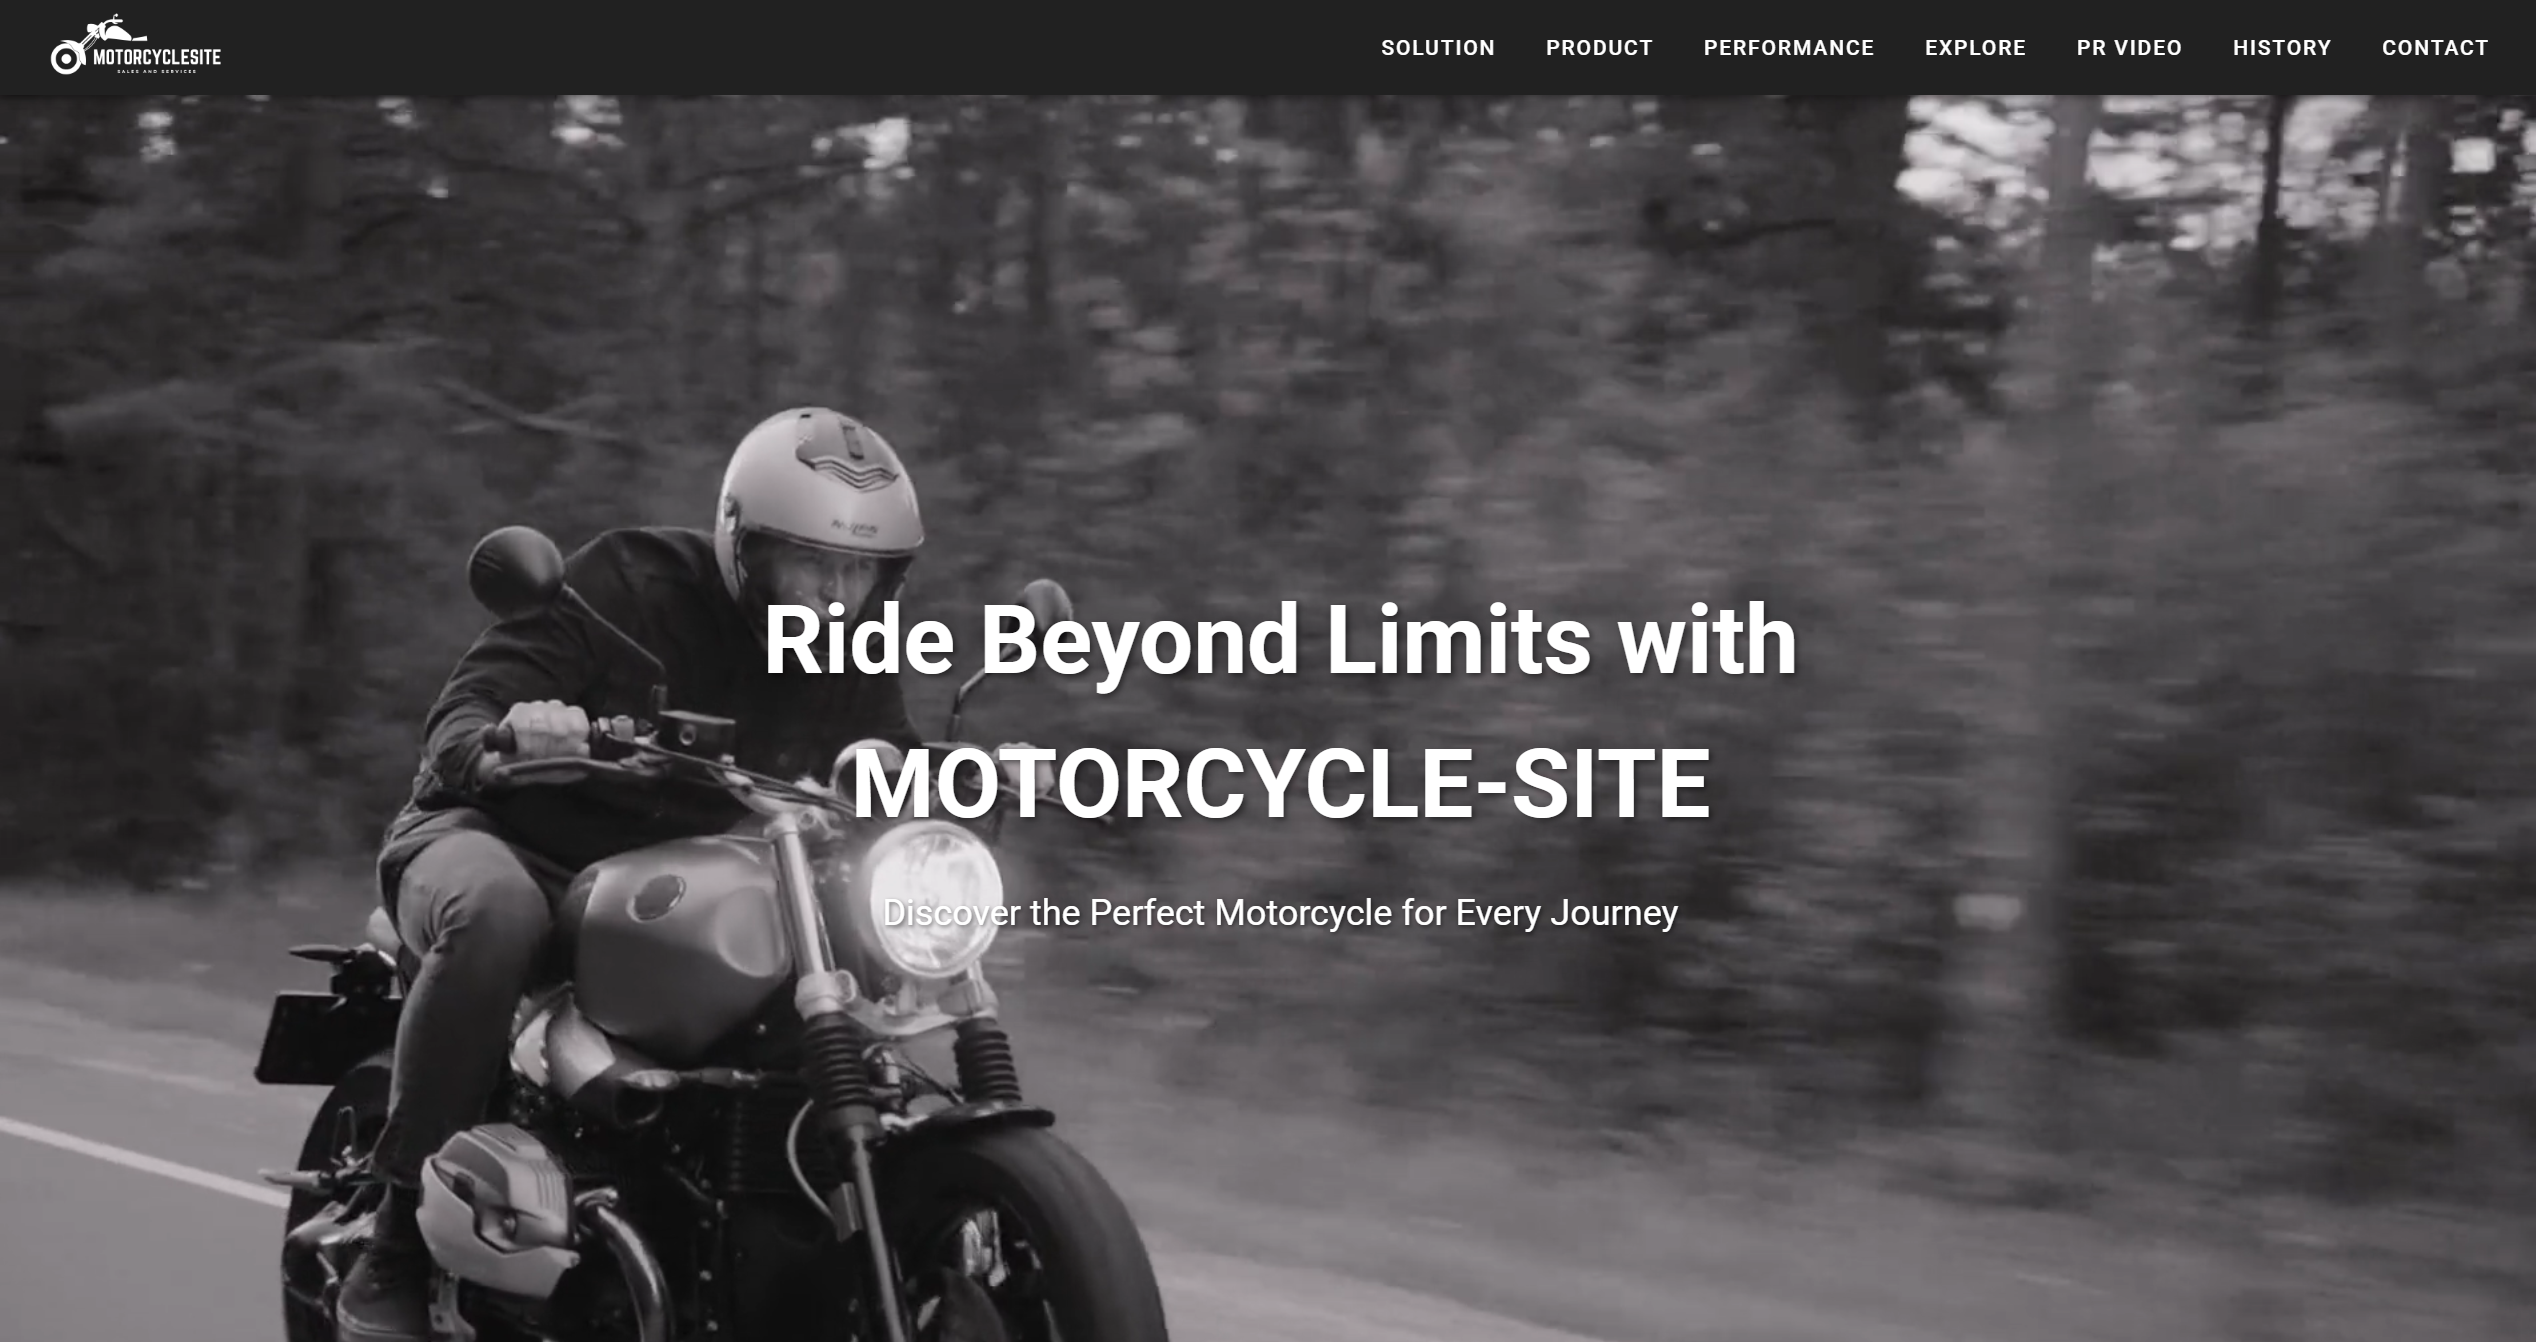 MOTORCYCLESITE
SALES AND SERVICES
SOLUTION PRODUCT PERFORMANCE EXPLORE PR VIDEO HISTORY CONTACT
Ride Beyond Limits with
MOTORCYCLE-SITE
Discover the Perfect Motorcycle for Every Journey